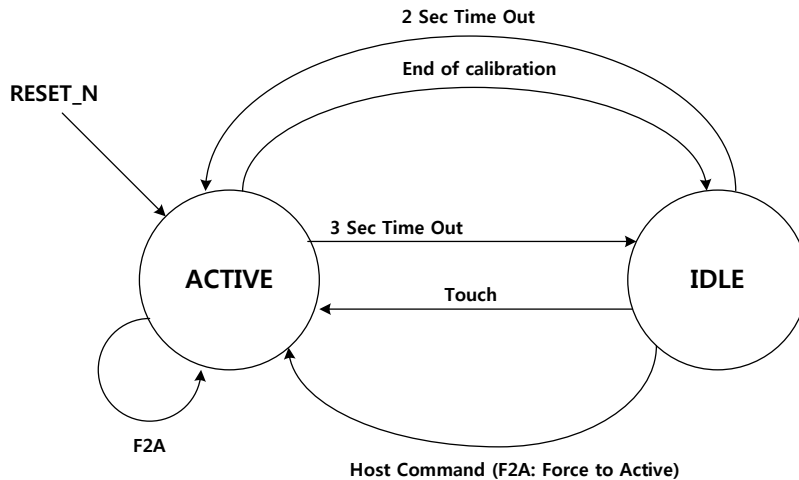 2 Sec Time Out
End of calibration
RESET_N
3 Sec Time Out
ACTIVE
IDLE
Touch
F2A
Host Command (F2A: Force to Active)